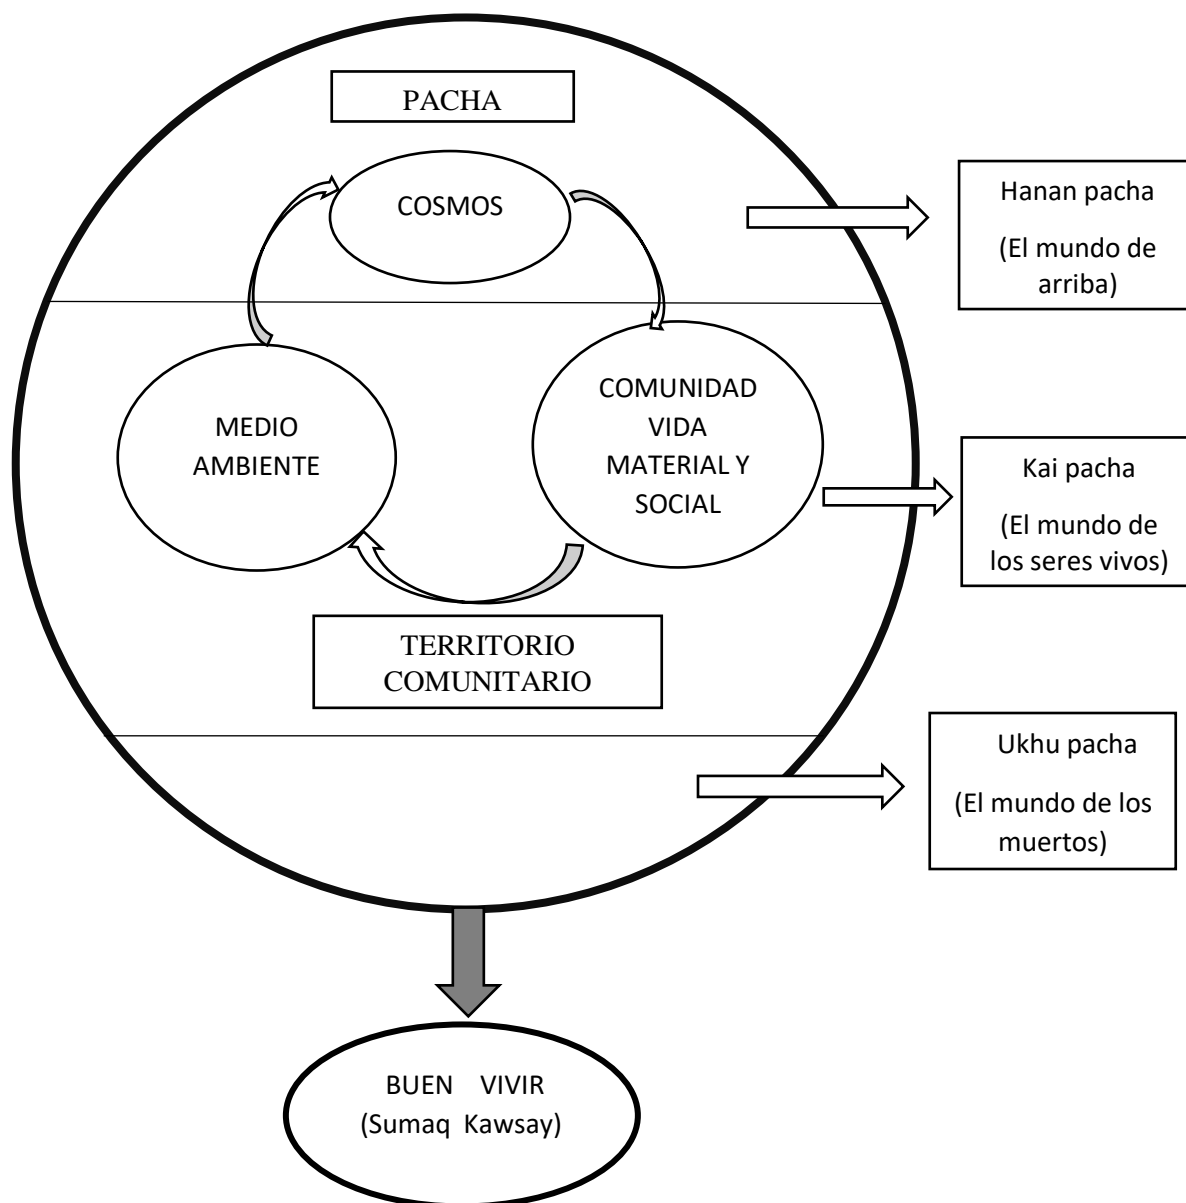 PACHA
COSMOS
Hanan pacha
(El mundo de
arriba)
MEDIO
AMBIENTE
COMUNIDAD
VIDA
MATERIAL Y
SOCIAL
Kai pacha
(El mundo de
los seres vivos)
TERRITORIO
COMUNITARIO
Ukhu pacha
(El mundo de los
muertos)
BUEN VIVIR
(Sumaq Kawsay)